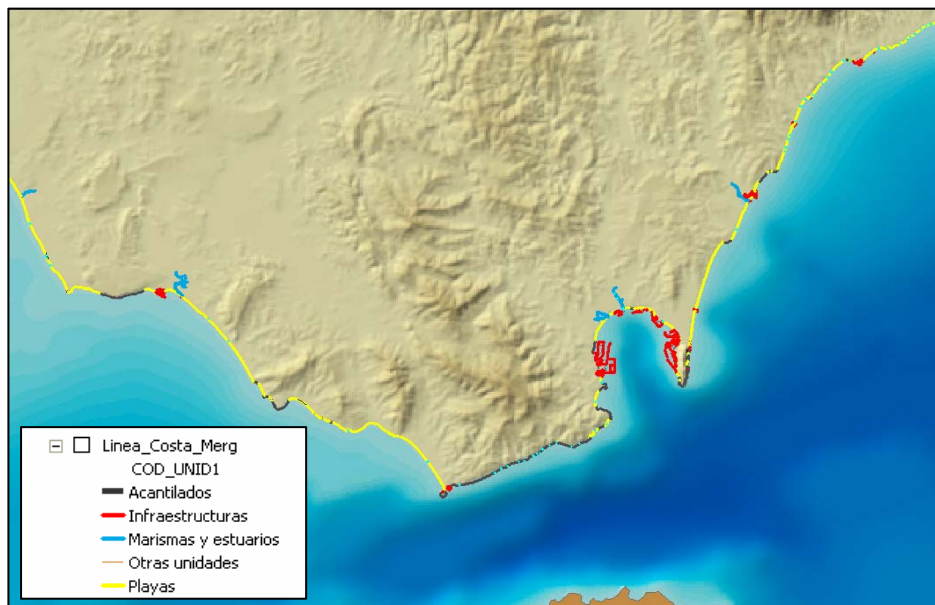 Linea_Costa_Merg
COD_UNID1
Acantilados
Infraestructuras
Marismas y estuarios
Otras unidades
Playas